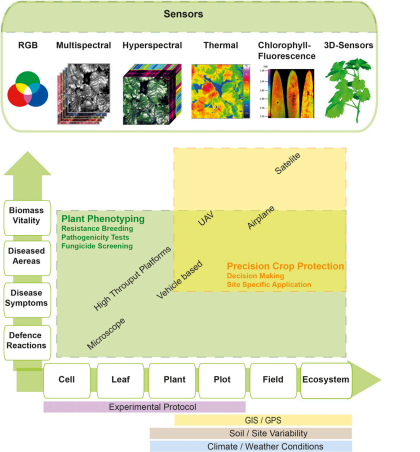 Sensors
RGB
Multispectral
Hyperspectral
Thermal
Chlorophyll-
Fluorescence
3D-Sensors
Satelite
Biomass
Vitality
Plant Phenotyping
Resistance Breeding
Pathogenicity Tests
Fungicide Screening
UAV
Airplane
Diseased
Aereas
High Throuput Platforms
Vehicle based
Precision Crop Protection
Decision Making
Site Specific Application
Disease
Symptoms
Microscope
Defence
Reactions
Cell
Leaf
Plant
Plot
Field
Ecosystem
Experimental Protocol
GIS / GPS
Soil / Site Variability
Climate / Weather Conditions